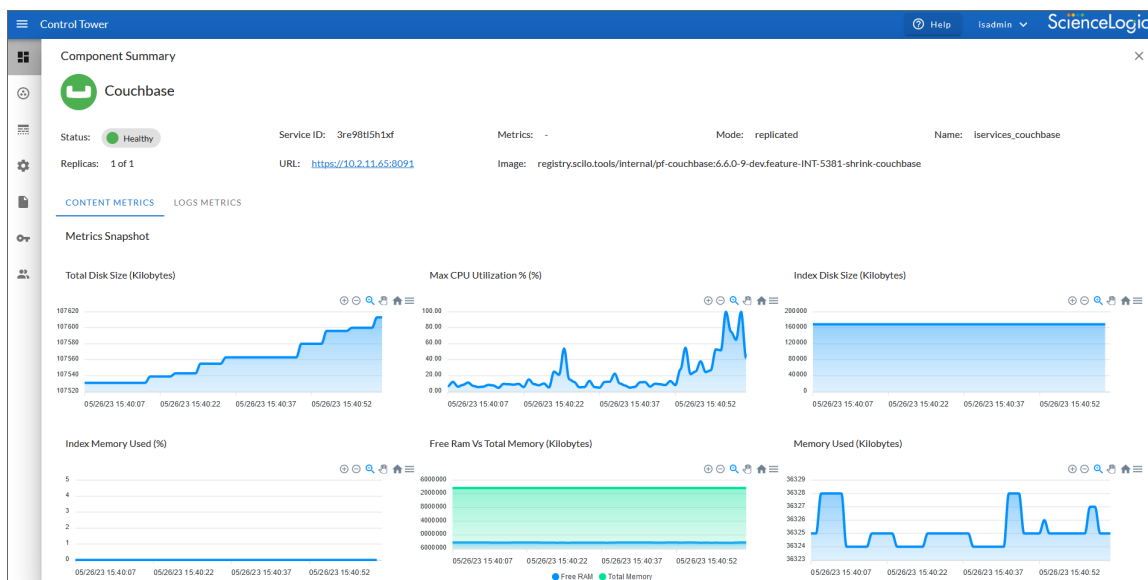 Control Tower
Help
isadmin
ScienceLogic
Component Summary
Couchbase
Status: Healthy
Service ID: 3re98tl5h1xf
Metrics: -
Mode: replicated
Name: iservices_couchbase
Replicas: 1 of 1
URL: https://10.2.11.65:8091
Image: registry.scilo.tools/internal/pf-couchbase:6.6.0-9-dev.feature-INT-5381-shrink-couchbase
CONTENT METRICS LOGS METRICS
Metrics Snapshot
Total Disk Size (Kilobytes)
107620
107600
107580
107560
107540
107520
05/26/23 15:40:07 05/26/23 15:40:22 05/26/23 15:40:37 05/26/23 15:40:52
Max CPU Utilization % (%)
100.00
80.00
60.00
40.00
20.00
0.00
05/26/23 15:40:07 05/26/23 15:40:22 05/26/23 15:40:37 05/26/23 15:40:52
Index Disk Size (Kilobytes)
200000
160000
120000
80000
40000
0
05/26/23 15:40:07 05/26/23 15:40:22 05/26/23 15:40:37 05/26/23 15:40:52
Index Memory Used (%)
5
4
3
2
1
0
05/26/23 15:40:07 05/26/23 15:40:22 05/26/23 15:40:37 05/26/23 15:40:52
Free Ram Vs Total Memory (Kilobytes)
6000000
2000000
8000000
4000000
0000000
6000000
05/26/23 15:40:07 05/26/23 15:40:22 05/26/23 15:40:37 05/26/23 15:40:52
Free RAM Total Memory
Memory Used (Kilobytes)
36329
36328
36327
36326
36325
36324
36323
05/26/23 15:40:07 05/26/23 15:40:22 05/26/23 15:40:37 05/26/23 15:40:52